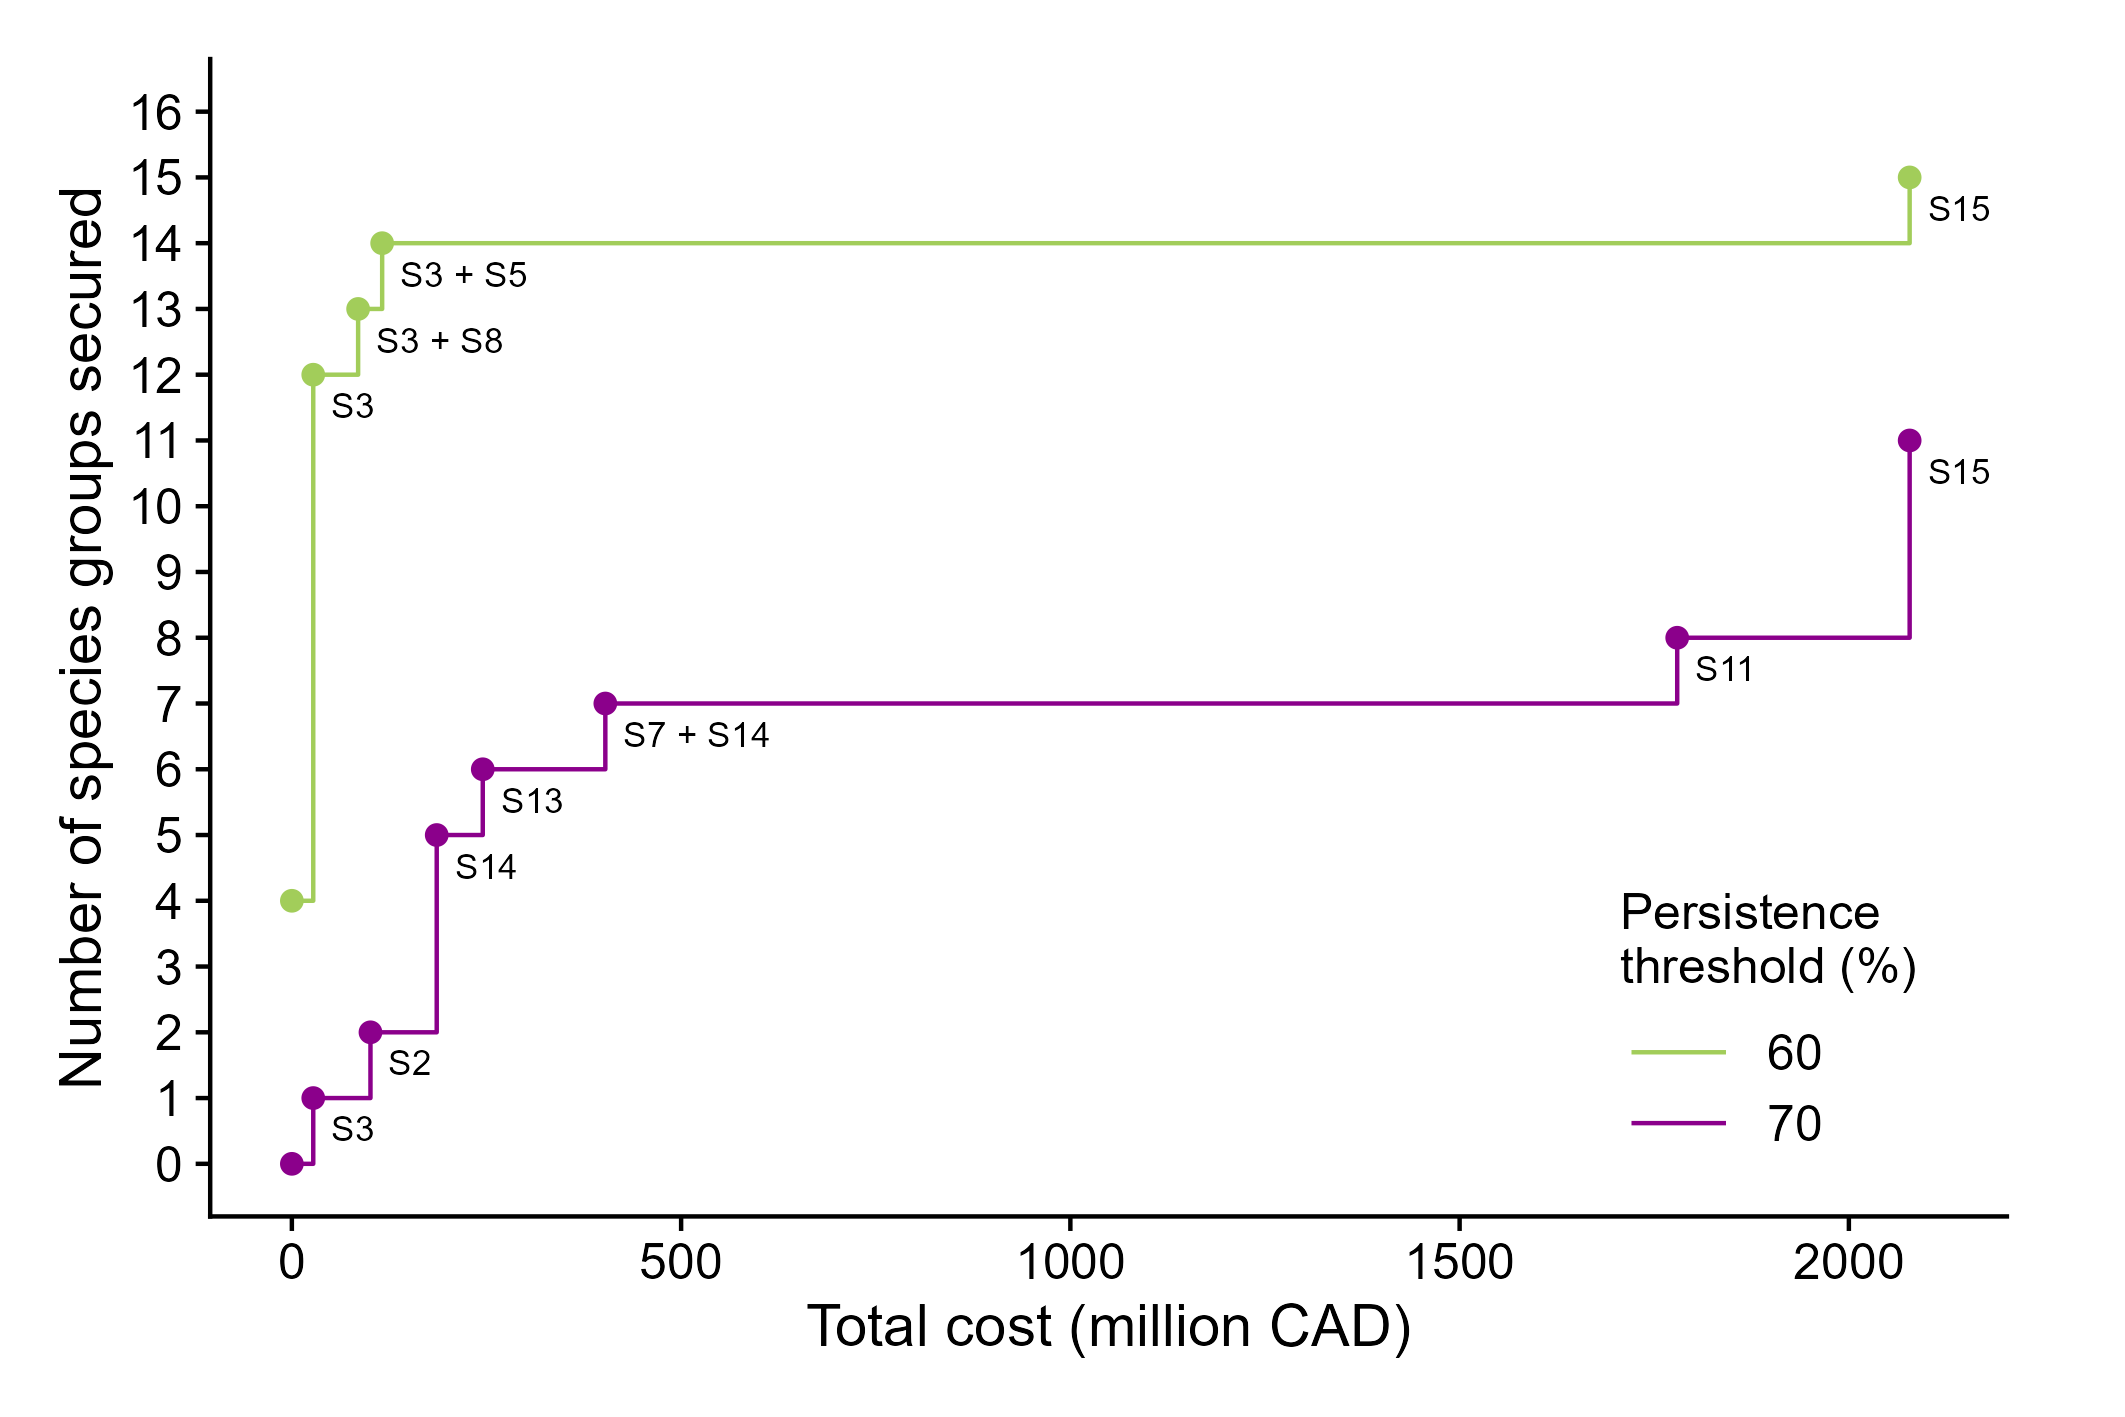 Number of species groups secured
16
15
14
13
12
11
10
9
8
7
6
5
4
3
2
1
0
S15
S3 + S5
S3 + S8
S3
S15
S11
S7 + S14
S13
S14
S2
S3
Persistence
threshold (%)
60
70
0 500 1000 1500 2000
Total cost (million CAD)